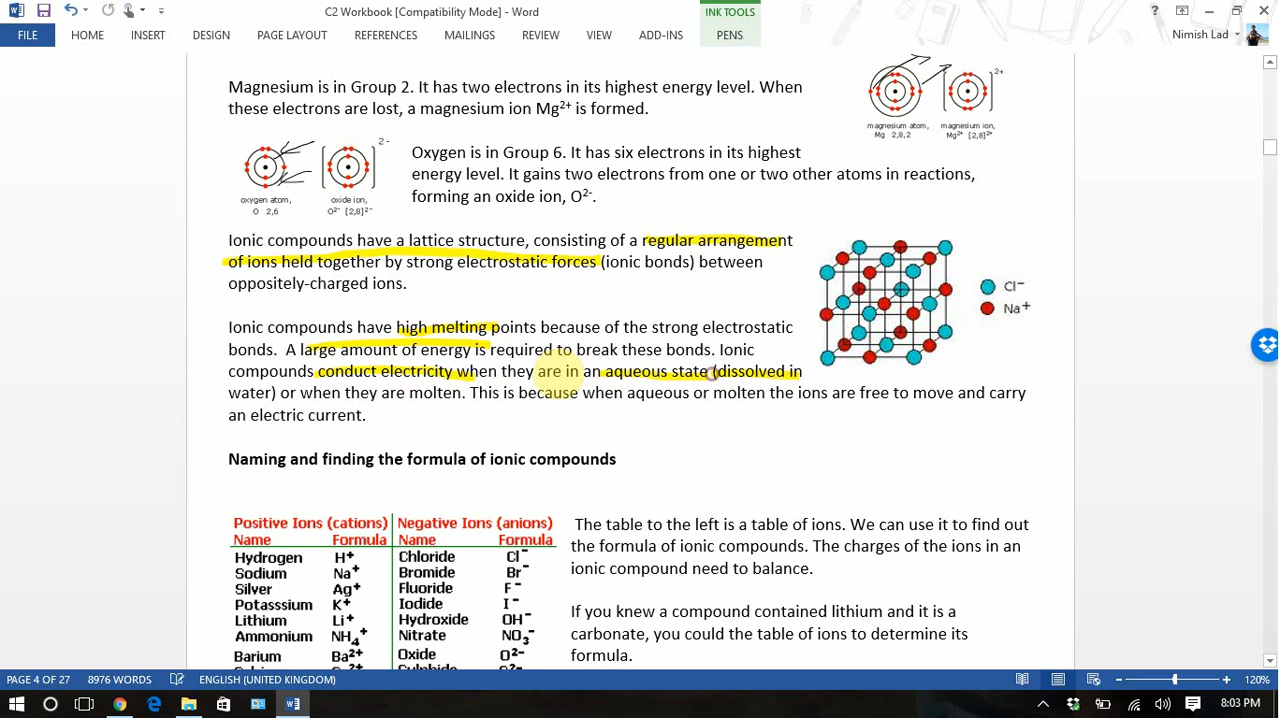 C2 Workbook [Compatibility Mode] - Word
INK TOOLS
FILE HOME INSERT DESIGN PAGE LAYOUT REFERENCES MAILINGS REVIEW VIEW ADD-INS PENS
Nimish Lad
Magnesium is in Group 2. It has two electrons in its highest energy level. When
these electrons are lost, a magnesium ion Mg²⁺ is formed.
2+
magnesium atom, magnesium ion,
Mg 2,8,2 Mg²⁺ [2,8]²⁺
2-
oxygen atom, oxide ion,
O 2,6 O²⁻ [2,8]²⁻
Oxygen is in Group 6. It has six electrons in its highest
energy level. It gains two electrons from one or two other atoms in reactions,
forming an oxide ion, O²⁻.
Ionic compounds have a lattice structure, consisting of a regular arrangement
of ions held together by strong electrostatic forces (ionic bonds) between
oppositely-charged ions.
Cl⁻
Na⁺
Ionic compounds have high melting points because of the strong electrostatic
bonds. A large amount of energy is required to break these bonds. Ionic
compounds conduct electricity when they are in an aqueous state (dissolved in
water) or when they are molten. This is because when aqueous or molten the ions are free to move and carry
an electric current.
Naming and finding the formula of ionic compounds
Positive Ions (cations) Negative Ions (anions)
Name Formula Name Formula
Hydrogen H⁺ Chloride Cl⁻
Sodium Na⁺ Bromide Br⁻
Silver Ag⁺ Fluoride F⁻
Potasssium K⁺ Iodide I⁻
Lithium Li⁺ Hydroxide OH⁻
Ammonium NH₄⁺ Nitrate NO₃⁻
Barium Ba²⁺ Oxide O²⁻
The table to the left is a table of ions. We can use it to find out
the formula of ionic compounds. The charges of the ions in an
ionic compound need to balance.
If you knew a compound contained lithium and it is a
carbonate, you could the table of ions to determine its
formula.
PAGE 4 OF 27 8976 WORDS ENGLISH (UNITED KINGDOM) 120%
8:03 PM